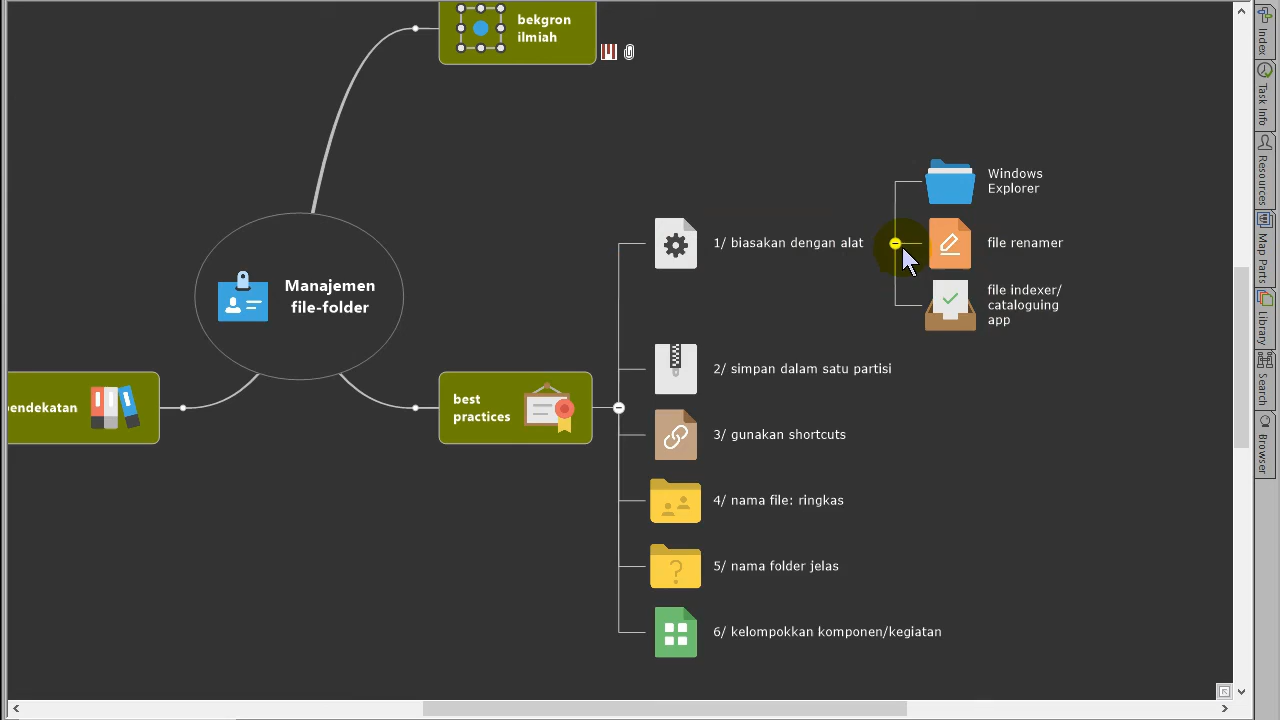 bekgron
ilmiah
Manajemen
file-folder
pendekatan
best
practices
1/ biasakan dengan alat
Windows
Explorer
file renamer
file indexer/
cataloguing
app
2/ simpan dalam satu partisi
3/ gunakan shortcuts
4/ nama file: ringkas
5/ nama folder jelas
6/ kelompokkan komponen/kegiatan
Index
Task Info
Resources
Map Parts
Library
Search
Browser